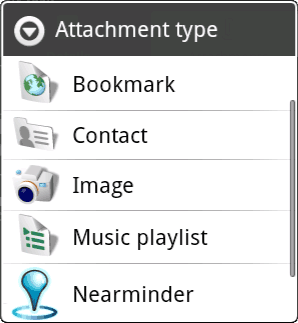 Attachment type
Bookmark
Contact
Image
Music playlist
Nearminder